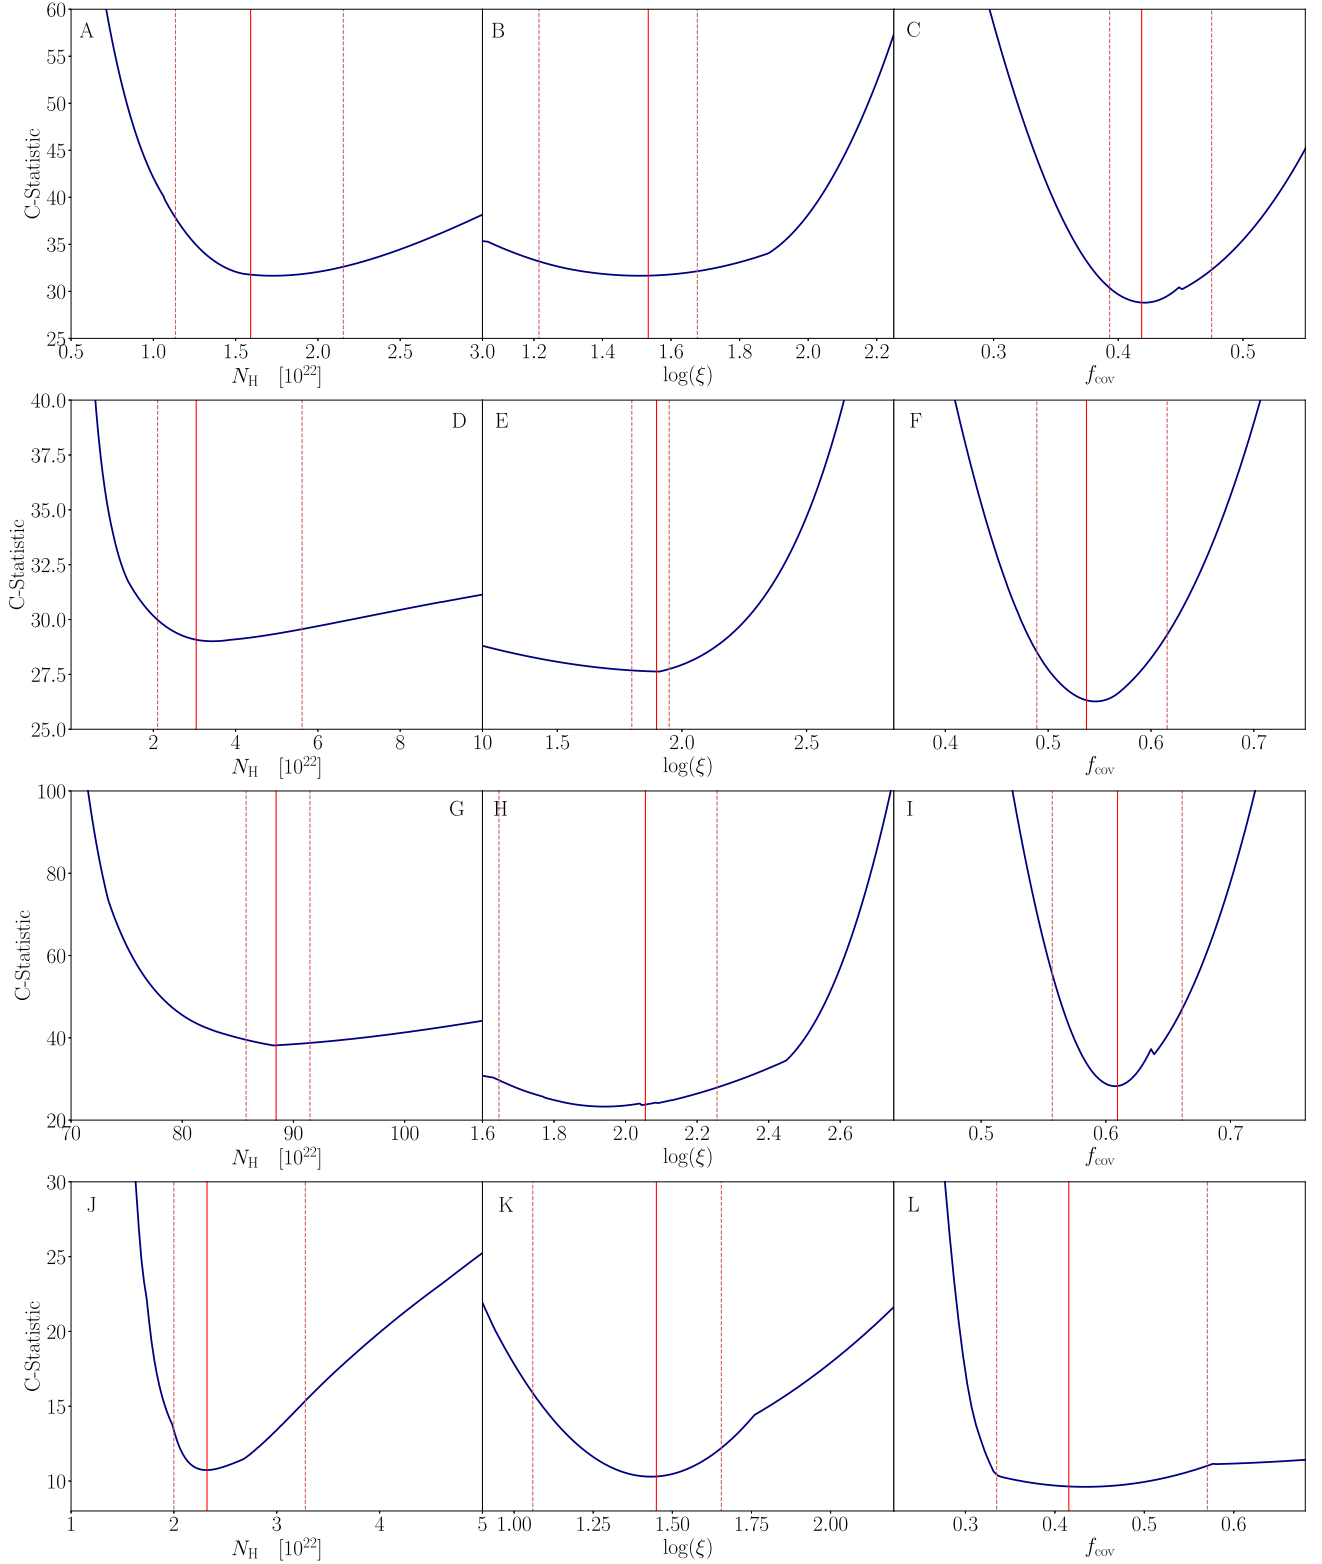 A B C
C-Statistic
60
55
50
45
40
35
30
25
0.5 1.0 1.5 2.0 2.5 3.0 1.2 1.4 1.6 1.8 2.0 2.2 0.3 0.4 0.5
N_H [10^22] log(ξ) f_cov
D E F
C-Statistic
40.0
37.5
35.0
32.5
30.0
27.5
25.0
2 4 6 8 10 1.5 2.0 2.5 0.4 0.5 0.6 0.7
N_H [10^22] log(ξ) f_cov
G H I
C-Statistic
100
80
60
40
20
70 80 90 100 1.6 1.8 2.0 2.2 2.4 2.6 0.5 0.6 0.7
N_H [10^22] log(ξ) f_cov
J K L
C-Statistic
30
25
20
15
10
1 2 3 4 5 1.00 1.25 1.50 1.75 2.00 0.3 0.4 0.5 0.6
N_H [10^22] log(ξ) f_cov